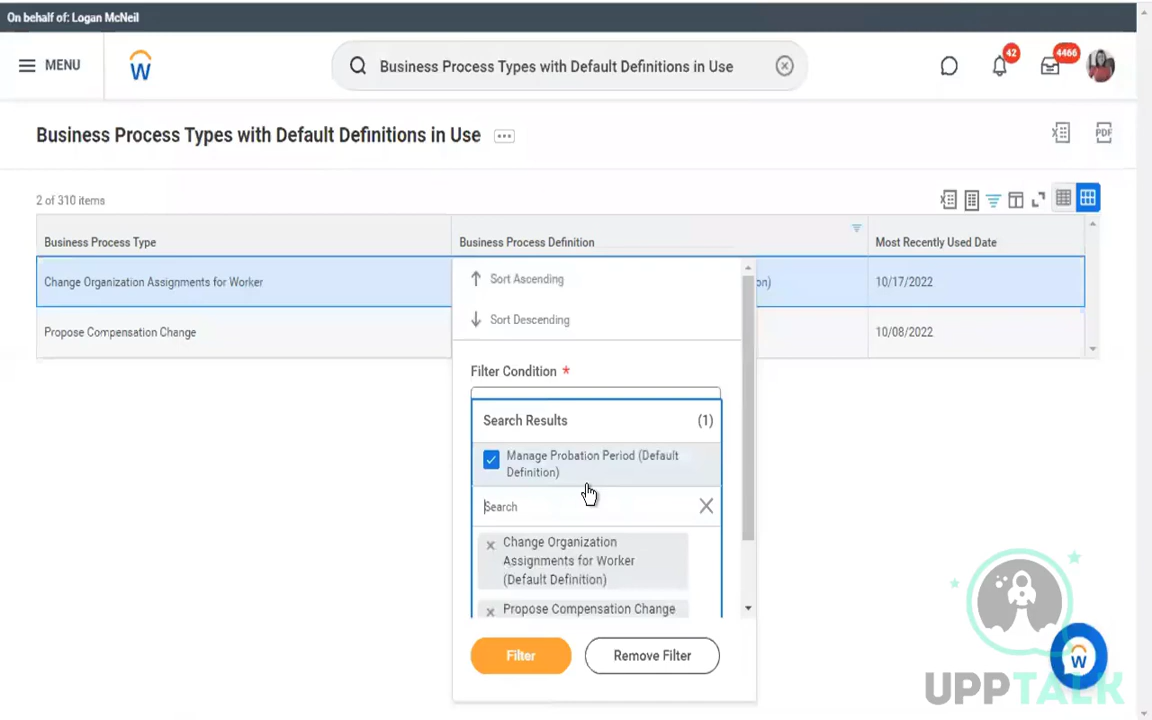 On behalf of: Logan McNeil
MENU
Business Process Types with Default Definitions in Use
42
4466
Business Process Types with Default Definitions in Use
PDF
2 of 310 items
Business Process Type
Business Process Definition
Most Recently Used Date
Change Organization Assignments for Worker
on)
10/17/2022
Propose Compensation Change
10/08/2022
Sort Ascending
Sort Descending
Filter Condition *
Search Results (1)
Manage Probation Period (Default
Definition)
Search
Change Organization
Assignments for Worker
(Default Definition)
Propose Compensation Change
Filter
Remove Filter
UPPTALK